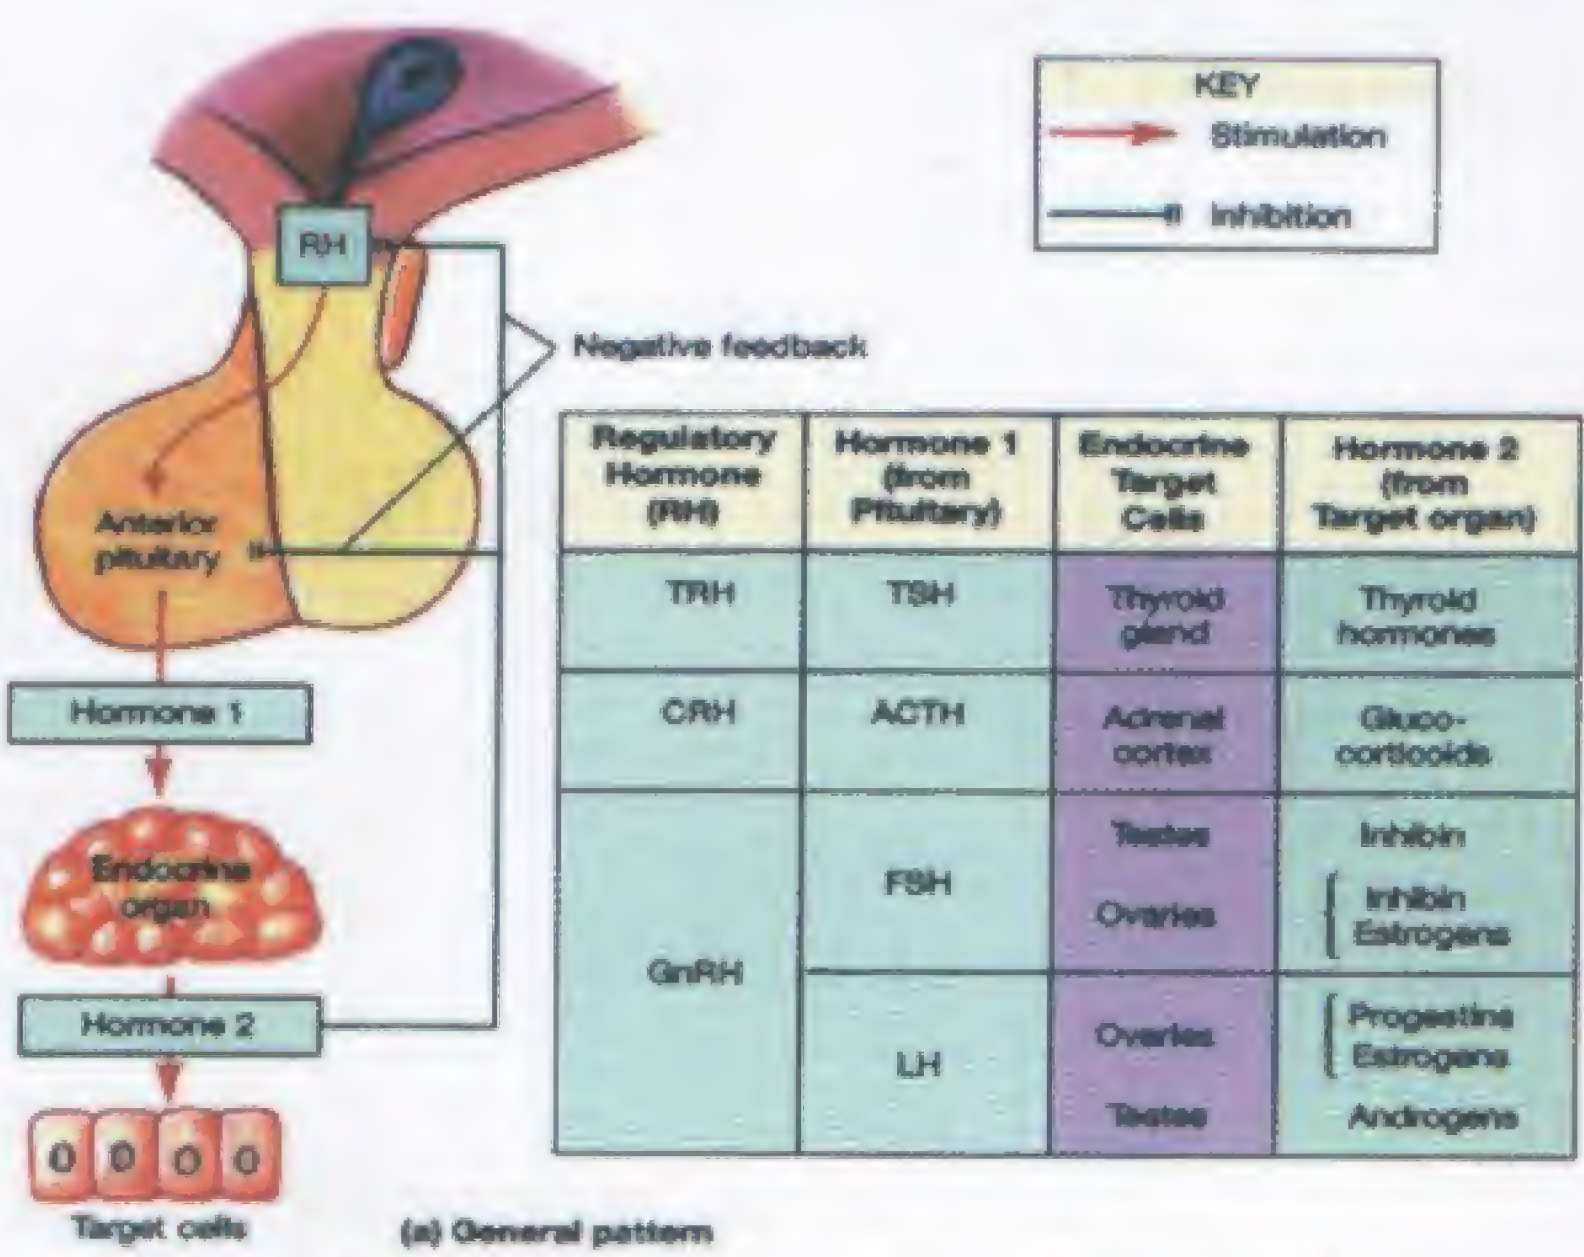 KEY
Stimulation
Inhibition
RH
Negative feedback
Anterior
pituitary
Hormone 1
Endocrine
organ
Hormone 2
Target cells
Regulatory
Hormone
(RH)
Hormone 1
(from
Pituitary)
Endocrine
Target
Cells
Hormone 2
(from
Target organ)
TRH
TSH
Thyroid
gland
Thyroid
hormones
CRH
ACTH
Adrenal
cortex
Gluco-
corticoids
GnRH
FSH
Testes
Inhibin
Ovaries
Inhibin
Estrogens
LH
Ovaries
Progestins
Estrogens
Testes
Androgens
(a) General pattern